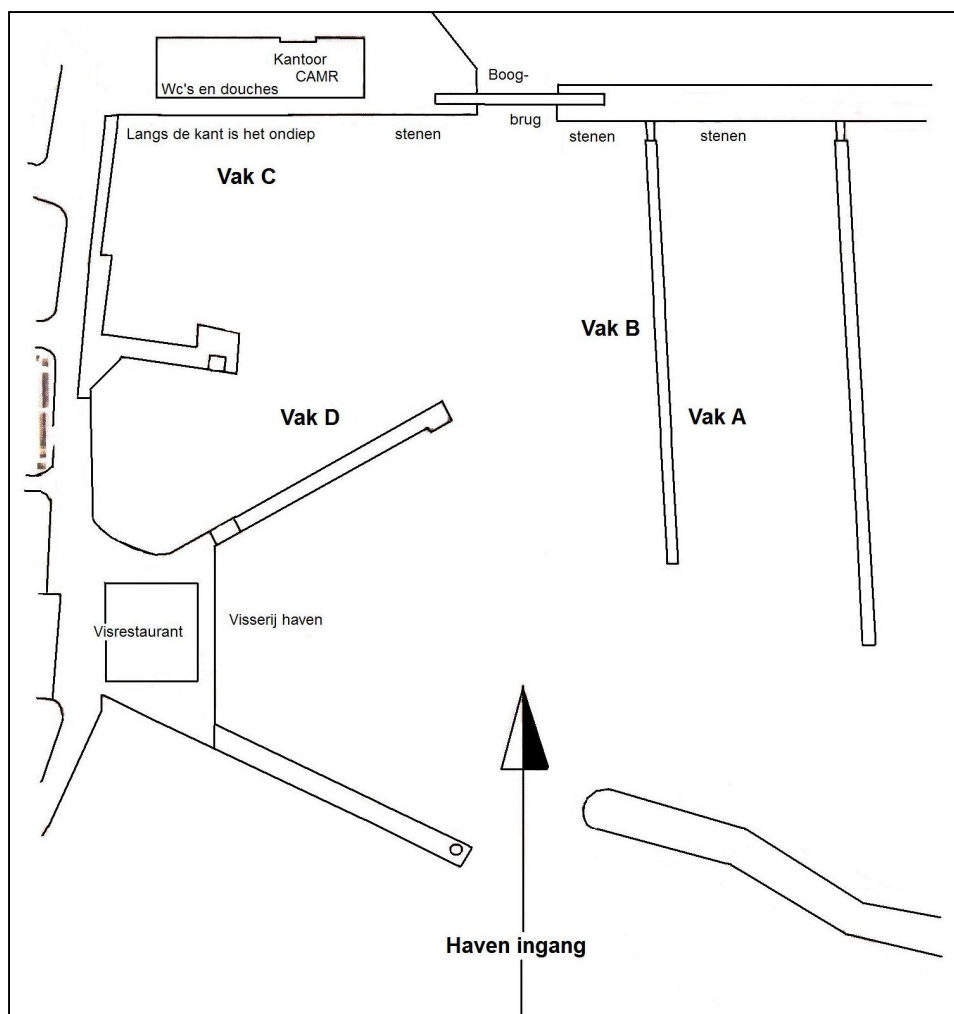 Kantoor
CAMR
Wc's en douches
Boog-
brug
Langs de kant is het ondiep
stenen
stenen
stenen
Vak C
Vak B
Vak A
Vak D
Visrestaurant
Visserij haven
Haven ingang